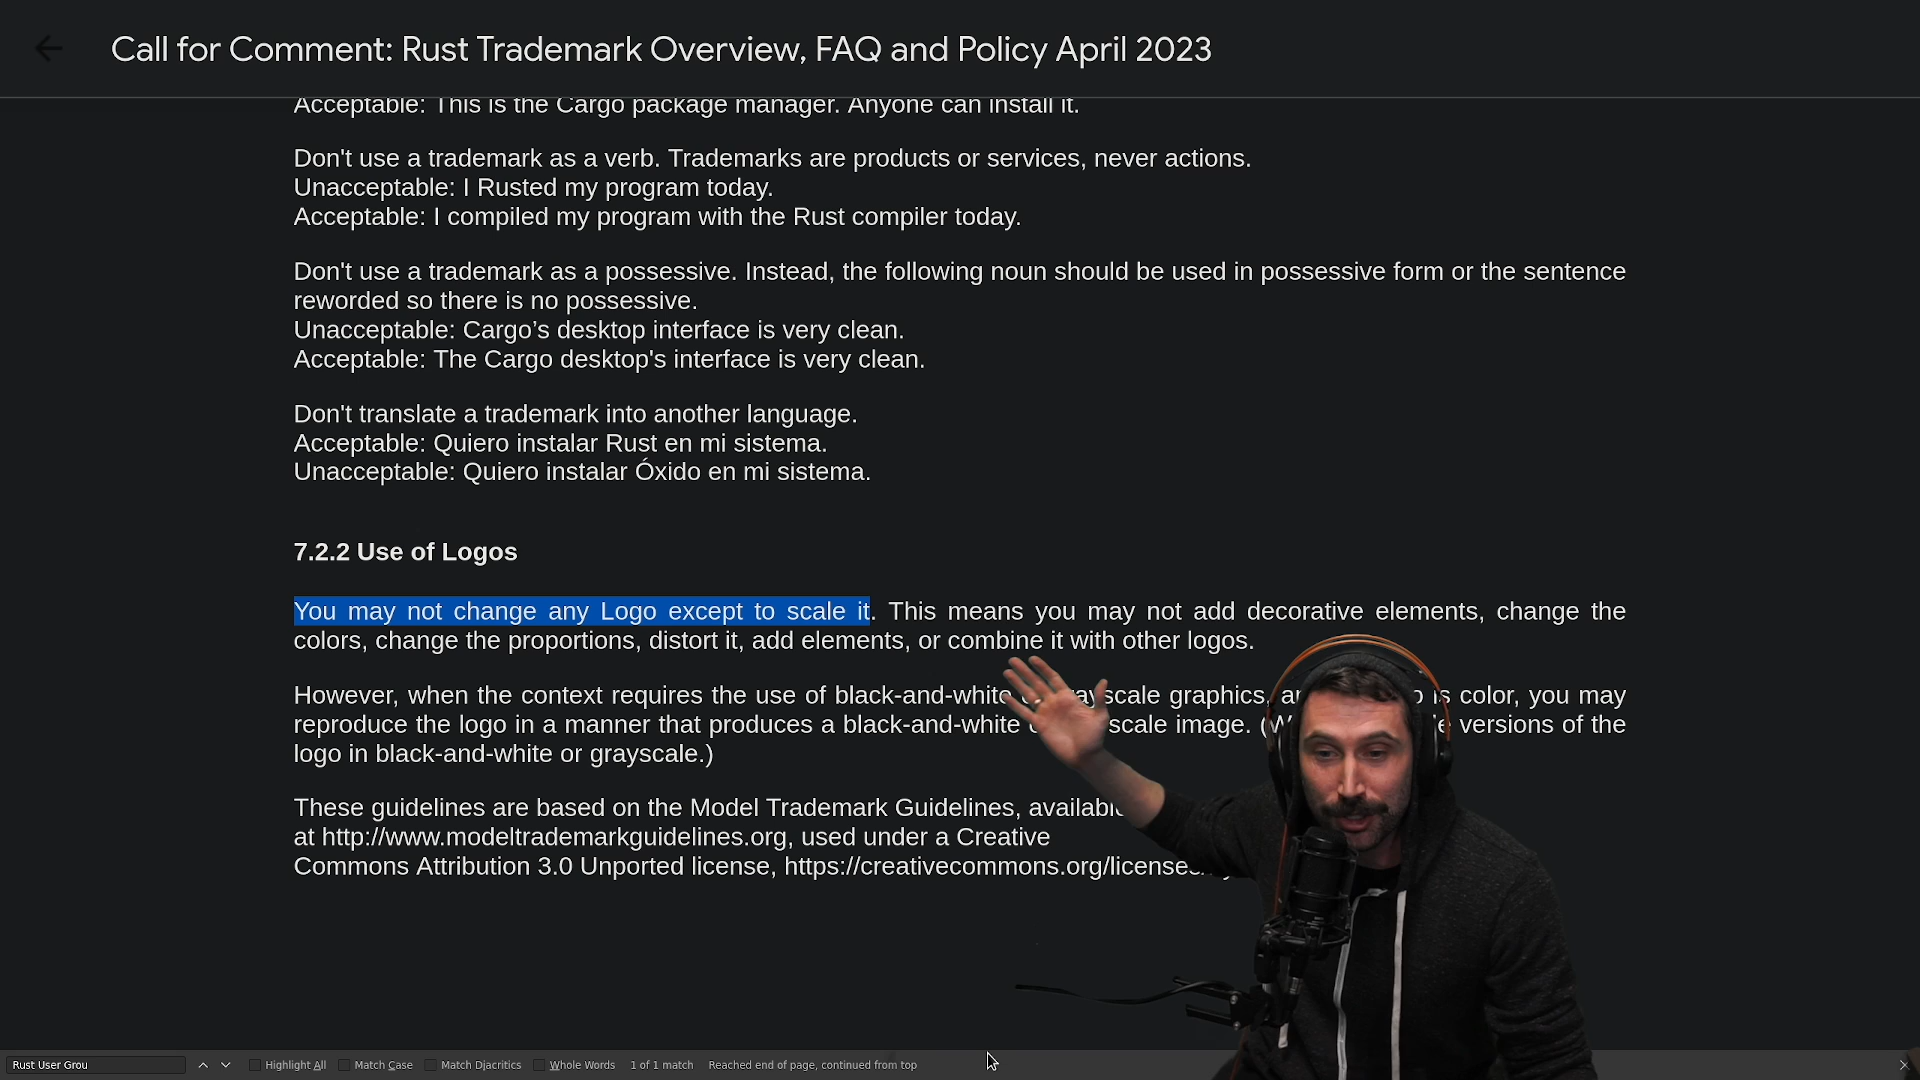 Call for Comment: Rust Trademark Overview, FAQ and Policy April 2023
Acceptable: This is the Cargo package manager. Anyone can install it.
Don't use a trademark as a verb. Trademarks are products or services, never actions.
Unacceptable: I Rusted my program today.
Acceptable: I compiled my program with the Rust compiler today.
Don't use a trademark as a possessive. Instead, the following noun should be used in possessive form or the sentence
reworded so there is no possessive.
Unacceptable: Cargo’s desktop interface is very clean.
Acceptable: The Cargo desktop's interface is very clean.
Don't translate a trademark into another language.
Acceptable: Quiero instalar Rust en mi sistema.
Unacceptable: Quiero instalar Óxido en mi sistema.
7.2.2 Use of Logos
You may not change any Logo except to scale it. This means you may not add decorative elements, change the
colors, change the proportions, distort it, add elements, or combine it with other logos.
However, when the context requires the use of black-and-white grayscale graphics, is color, you may
reproduce the logo in a manner that produces a black-and-white scale image. versions of the
logo in black-and-white or grayscale.)
These guidelines are based on the Model Trademark Guidelines, available
at http://www.modeltrademarkguidelines.org, used under a Creative
Commons Attribution 3.0 Unported license, https://creativecommons.org/licenses
Rust User Grou Highlight All Match Case Match Diacritics Whole Words 1 of 1 match Reached end of page, continued from top